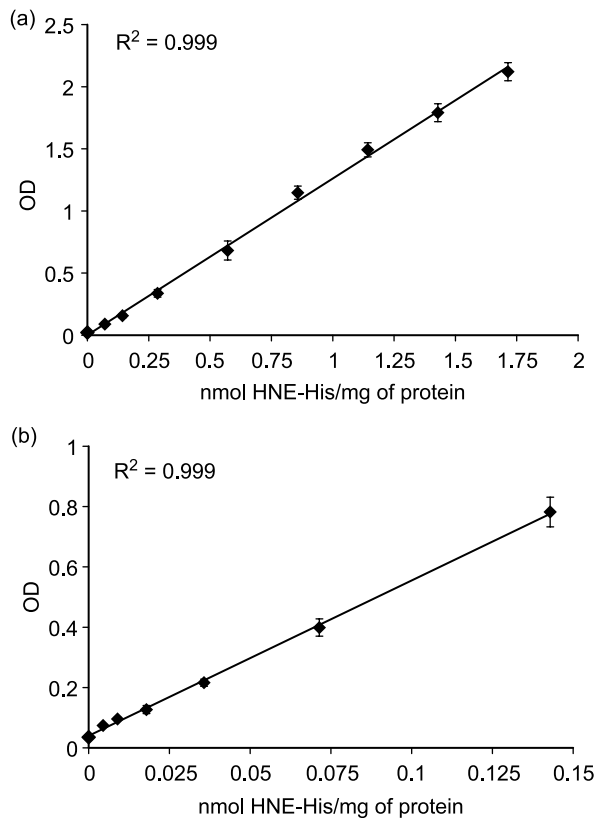 (a)
R² = 0.999
2.5
2
1.5
1
0.5
0
OD
0 0.25 0.5 0.75 1 1.25 1.5 1.75 2
nmol HNE-His/mg of protein
(b)
R² = 0.999
1
0.8
0.6
0.4
0.2
0
OD
0 0.025 0.05 0.075 0.1 0.125 0.15
nmol HNE-His/mg of protein